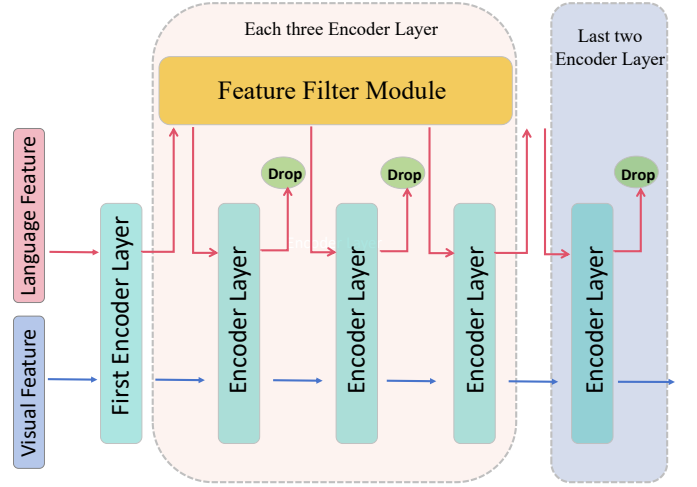 Each three Encoder Layer
Last two
Encoder Layer
Feature Filter Module
Language Feature
Visual Feature
First Encoder Layer
Encoder Layer
Drop
Encoder Layer
Drop
Encoder Layer
Encoder Layer
Drop